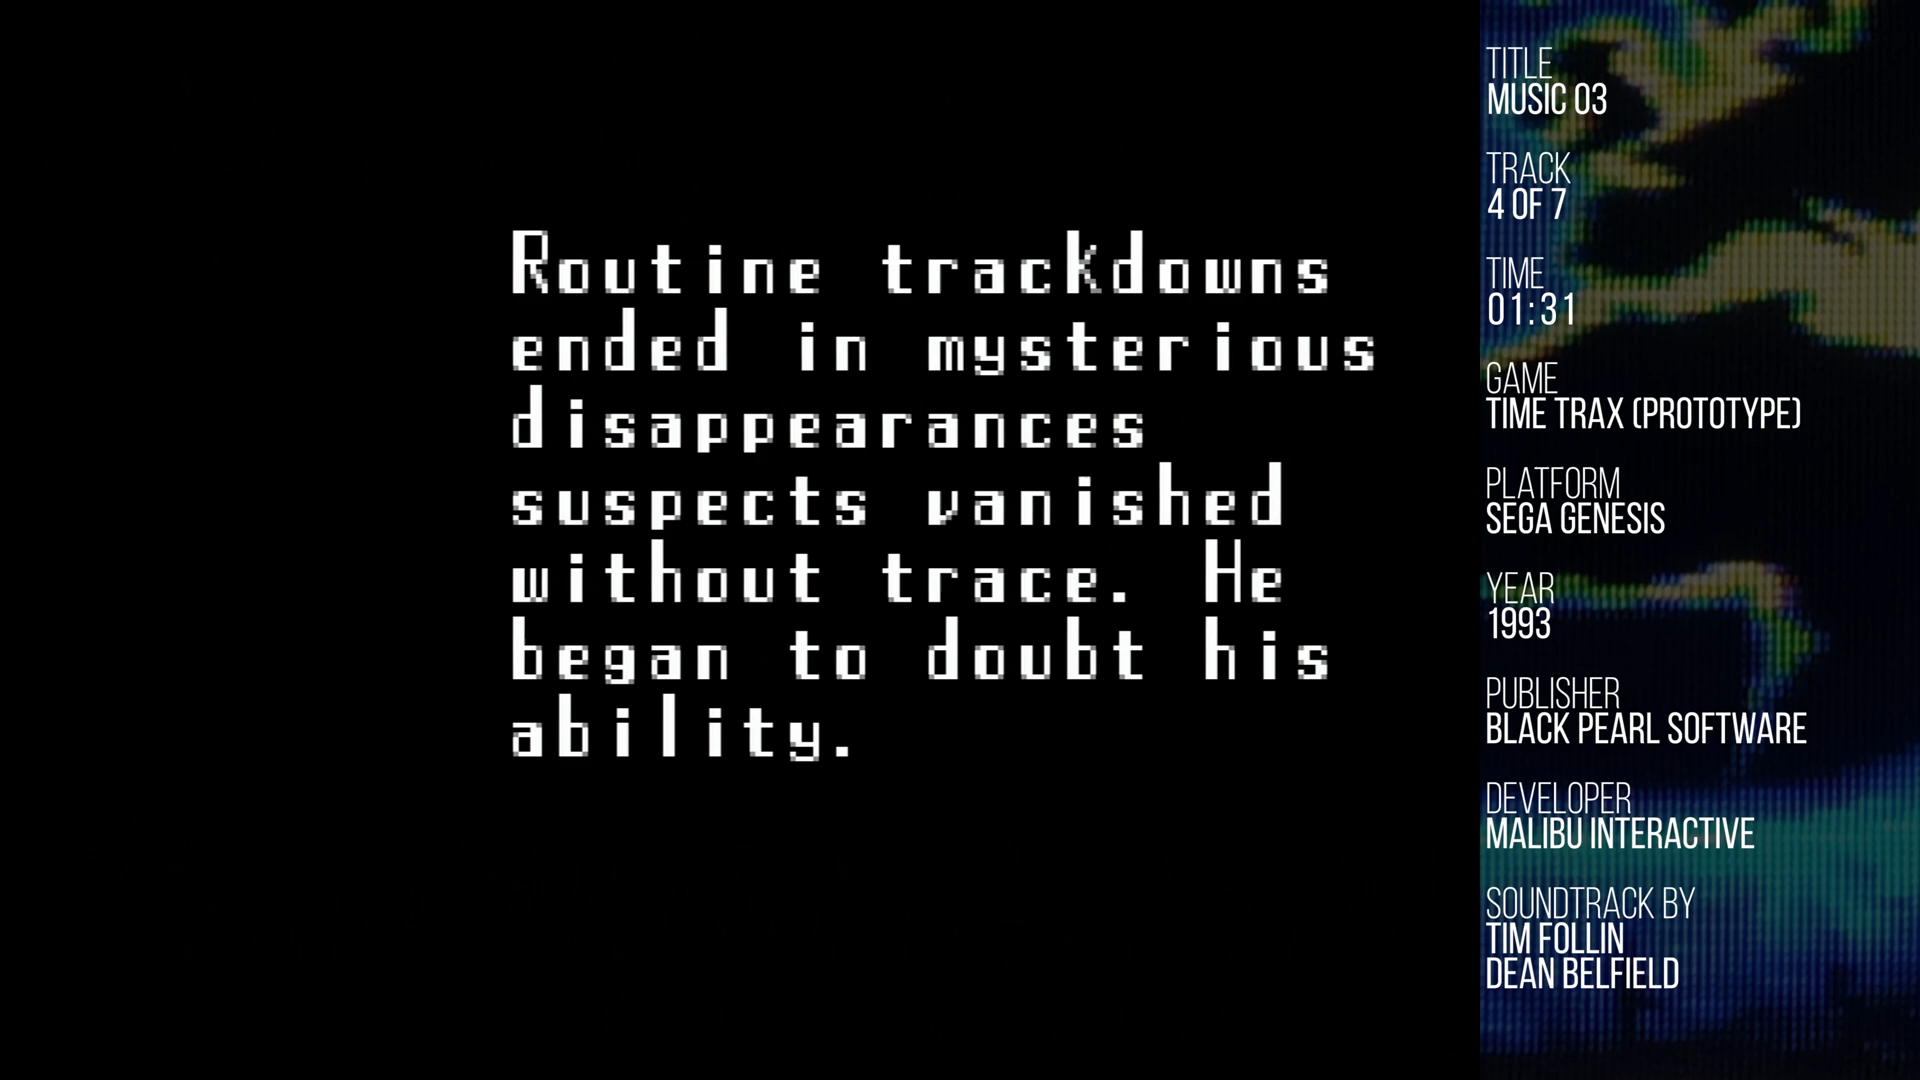 Routine trackdowns
ended in mysterious
disappearances
suspects vanished
without trace. He
began to doubt his
ability.
TITLE
MUSIC 03
TRACK
4 OF 7
TIME
01:31
GAME
TIME TRAX (PROTOTYPE)
PLATFORM
SEGA GENESIS
YEAR
1993
PUBLISHER
BLACK PEARL SOFTWARE
DEVELOPER
MALIBU INTERACTIVE
SOUNDTRACK BY
TIM FOLLIN
DEAN BELFIELD